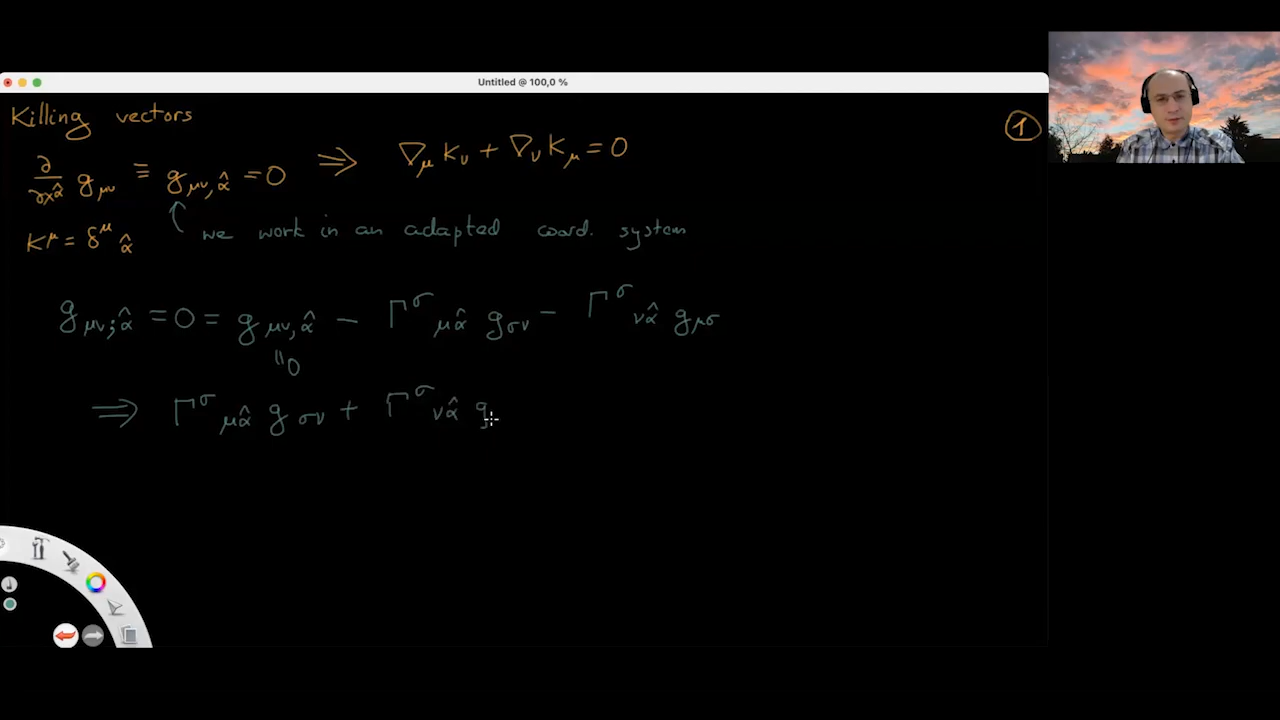 Untitled @ 100,0 %
Killing vectors
1
∂/∂x^α̂ g_μν ≡ g_μν,α̂ = 0 ⇒ ∇_μ K_ν + ∇_ν K_μ = 0
K^μ = δ^μ_α̂
we work in an adapted coord. system
g_μν;α̂ = 0 = g_μν,α̂ − Γ^σ_μα̂ g_σν − Γ^σ_να̂ g_μσ
"0
⇒ Γ^σ_μα̂ g_σν + Γ^σ_να̂ g